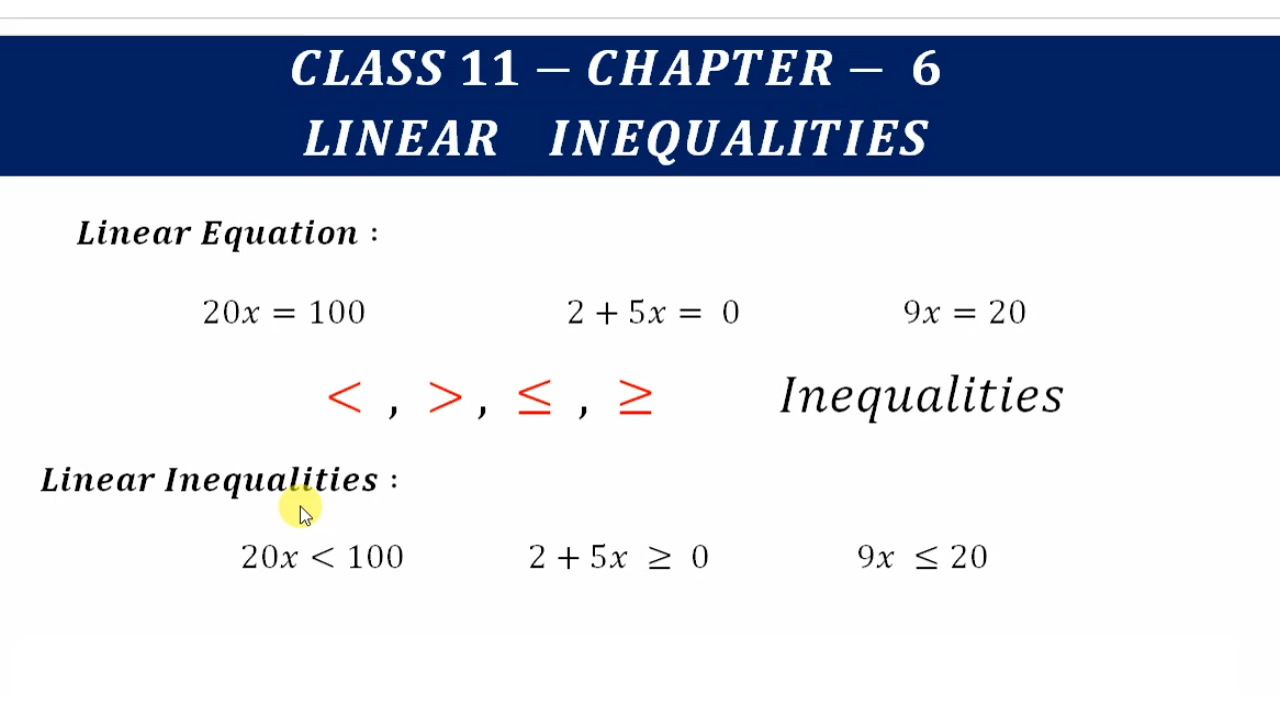 CLASS 11 − CHAPTER − 6
LINEAR INEQUALITIES
Linear Equation :
20x = 100 2 + 5x = 0 9x = 20
< , > , ≤ , ≥ Inequalities
Linear Inequalities :
20x < 100 2 + 5x ≥ 0 9x ≤ 20